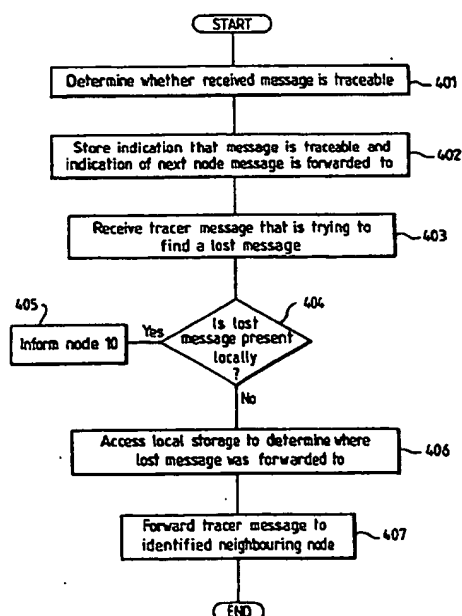 START
Determine whether received message is traceable
401
Store indication that message is traceable and
indication of next node message is forwarded to
402
Receive tracer message that is trying to
find a lost message
403
404
405
Is lost
message present
locally
?
Yes
Inform node 10
No
Access local storage to determine where
lost message was forwarded to
406
Forward tracer message to
identified neighbouring node
407
END